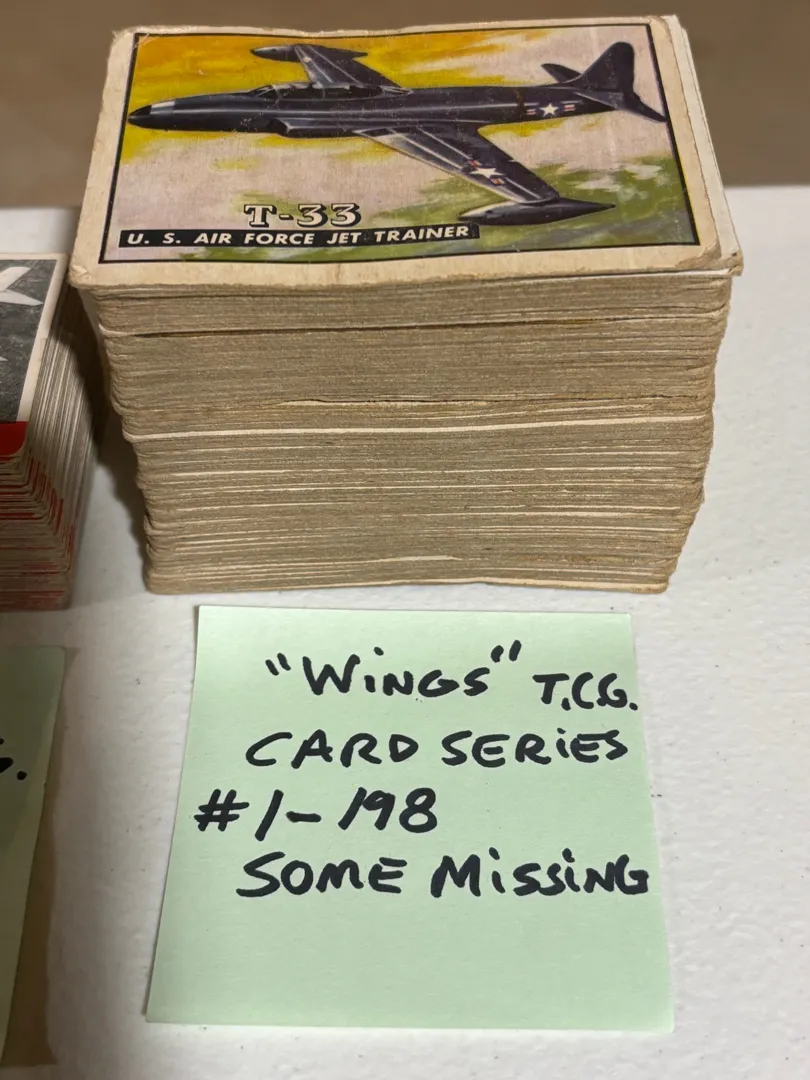 T-33
U. S. AIR FORCE JET TRAINER
"WiNGS" T.C.G.
CARD SERiES
#1-198
SOME MiSSiNG